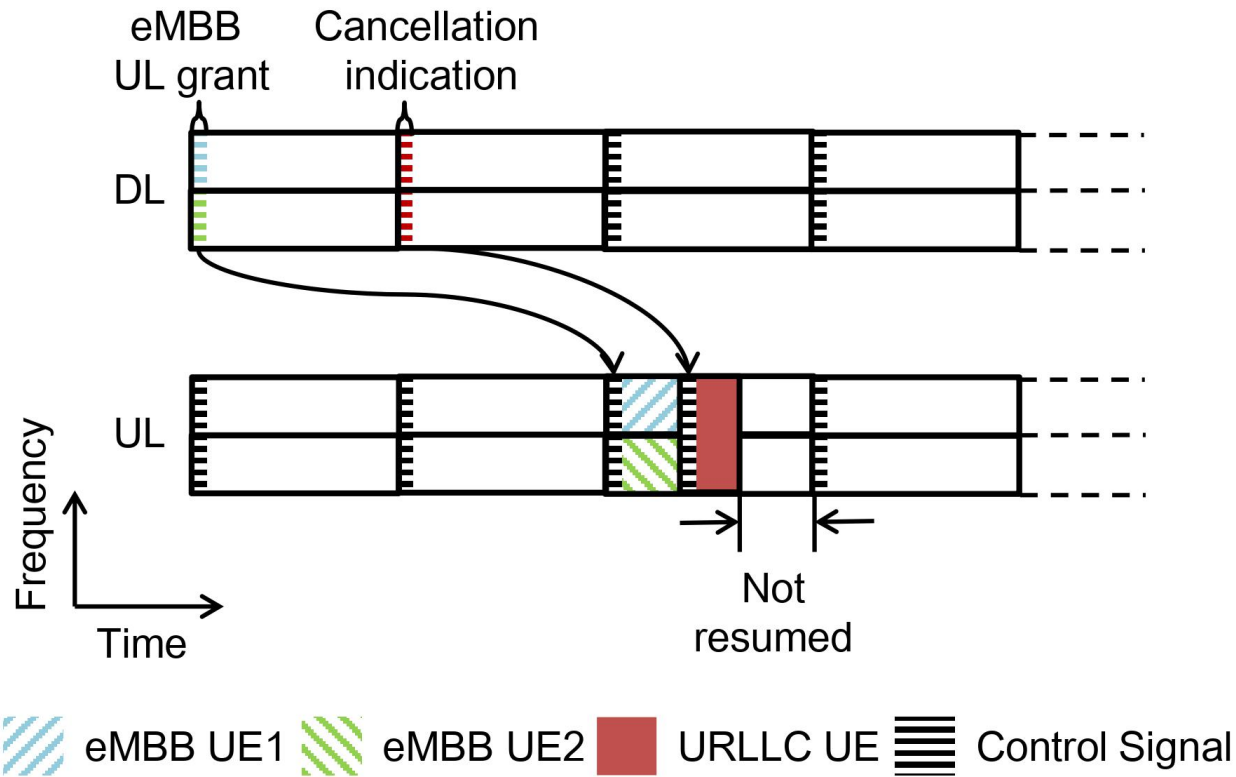 eMBB
UL grant
Cancellation
indication
DL
UL
Frequency
Time
Not
resumed
eMBB UE1
eMBB UE2
URLLC UE
Control Signal